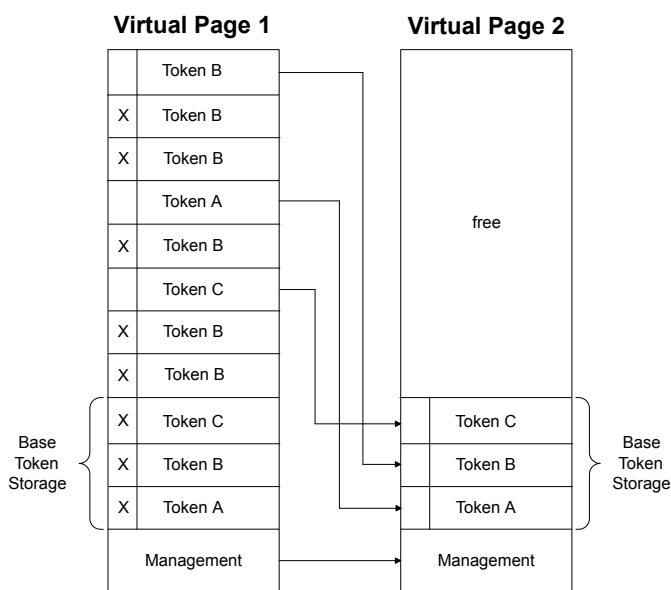 Virtual Page 1
Virtual Page 2
Token B
X Token B
X Token B
Token A
X Token B
Token C
X Token B
X Token B
X Token C
X Token B
X Token A
Management
Base
Token
Storage
free
Token C
Token B
Token A
Management
Base
Token
Storage